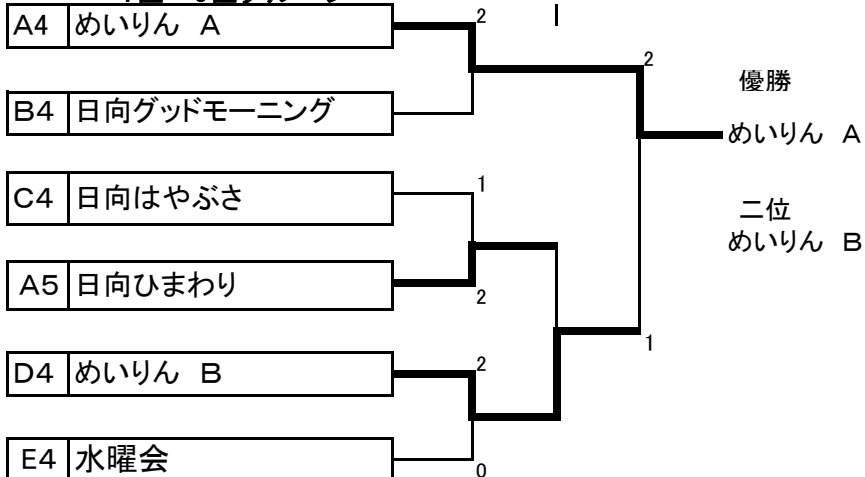 A4 めいりん A
2
B4 日向グッドモーニング
2
優勝
めいりん A
C4 日向はやぶさ
1
二位
めいりん B
A5 日向ひまわり
2
D4 めいりん B
2
1
E4 水曜会
0